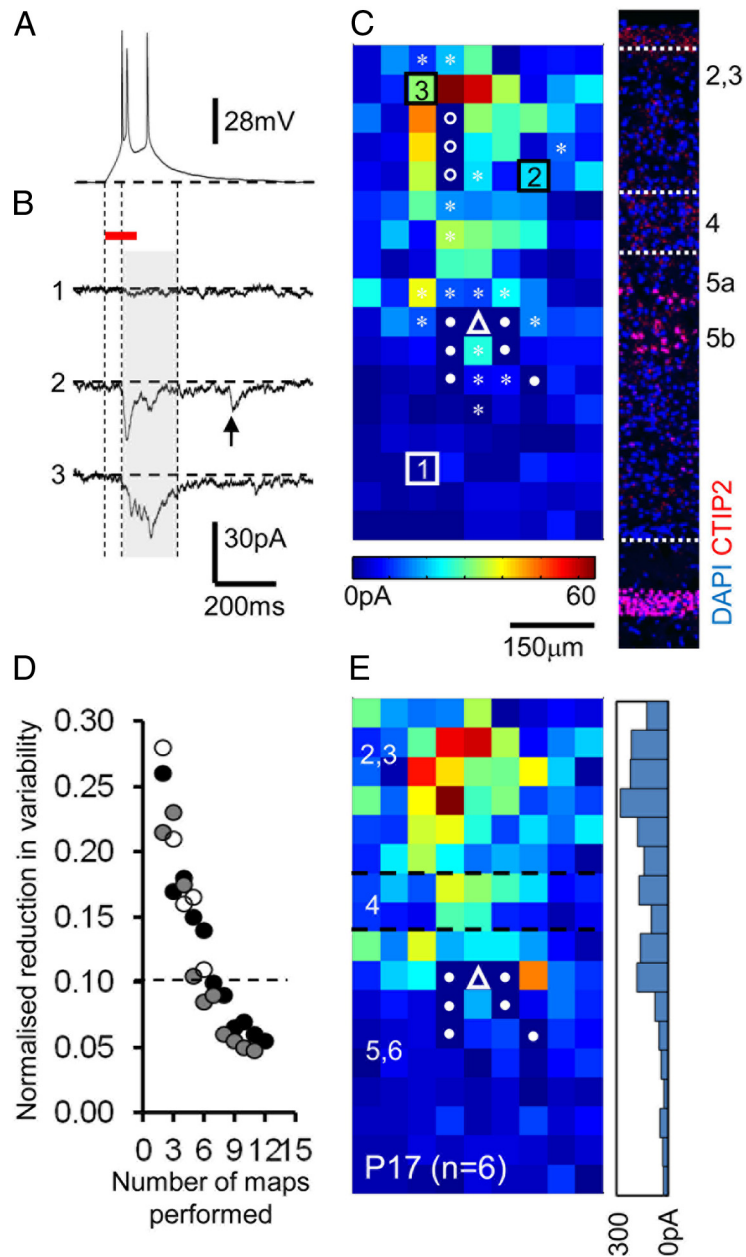 A
28mV
B
1
2
3
30pA
200ms
C
3
2
1
0pA 60
150μm
2,3
4
5a
5b
DAPI CTIP2
D
Normalised reduction in variability
0.30
0.25
0.20
0.15
0.10
0.05
0.00
0 3 6 9 12 15
Number of maps
performed
E
2,3
4
5,6
P17 (n=6)
300 0pA